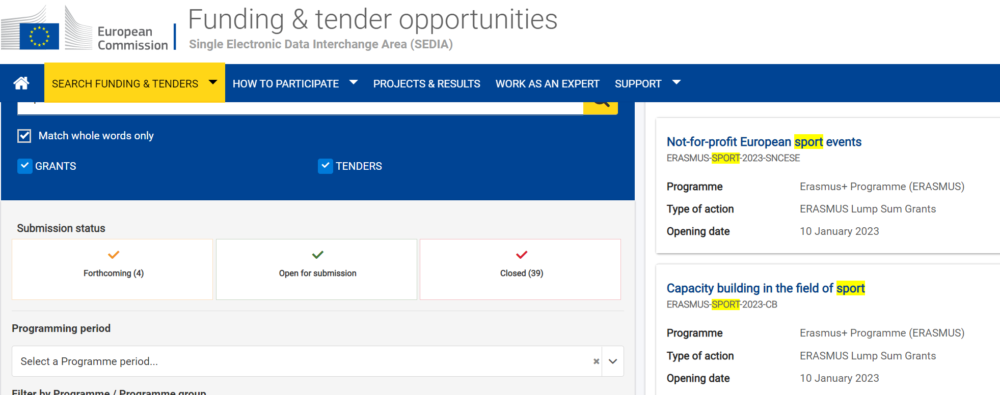 European
Commission
Funding & tender opportunities
Single Electronic Data Interchange Area (SEDIA)
SEARCH FUNDING & TENDERS
HOW TO PARTICIPATE
PROJECTS & RESULTS
WORK AS AN EXPERT
SUPPORT
Match whole words only
GRANTS
TENDERS
Submission status
Forthcoming (4)
Open for submission
Closed (39)
Programming period
Select a Programme period...
Filter by Programme / Programme group
Not-for-profit European sport events
ERASMUS-SPORT-2023-SNCESE
Programme Erasmus+ Programme (ERASMUS)
Type of action ERASMUS Lump Sum Grants
Opening date 10 January 2023
Capacity building in the field of sport
ERASMUS-SPORT-2023-CB
Programme Erasmus+ Programme (ERASMUS)
Type of action ERASMUS Lump Sum Grants
Opening date 10 January 2023